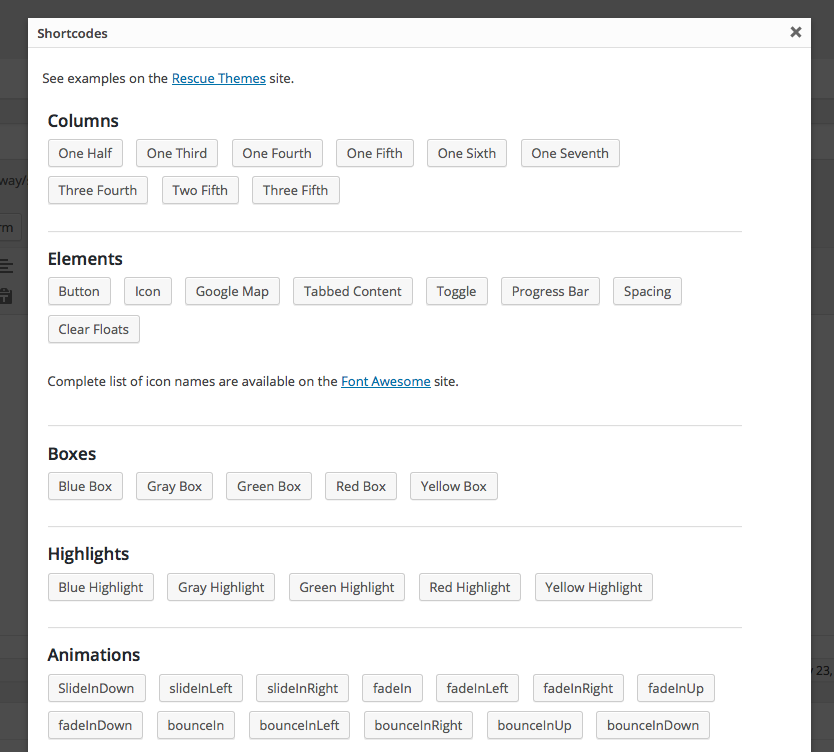 Shortcodes
See examples on the Rescue Themes site.
Columns
One Half One Third One Fourth One Fifth One Sixth One Seventh
Three Fourth Two Fifth Three Fifth
Elements
Button Icon Google Map Tabbed Content Toggle Progress Bar Spacing
Clear Floats
Complete list of icon names are available on the Font Awesome site.
Boxes
Blue Box Gray Box Green Box Red Box Yellow Box
Highlights
Blue Highlight Gray Highlight Green Highlight Red Highlight Yellow Highlight
Animations
SlideInDown slideInLeft slideInRight fadeIn fadeInLeft fadeInRight fadeInUp
fadeInDown bounceIn bounceInLeft bounceInRight bounceInUp bounceInDown
way/
rm
23,